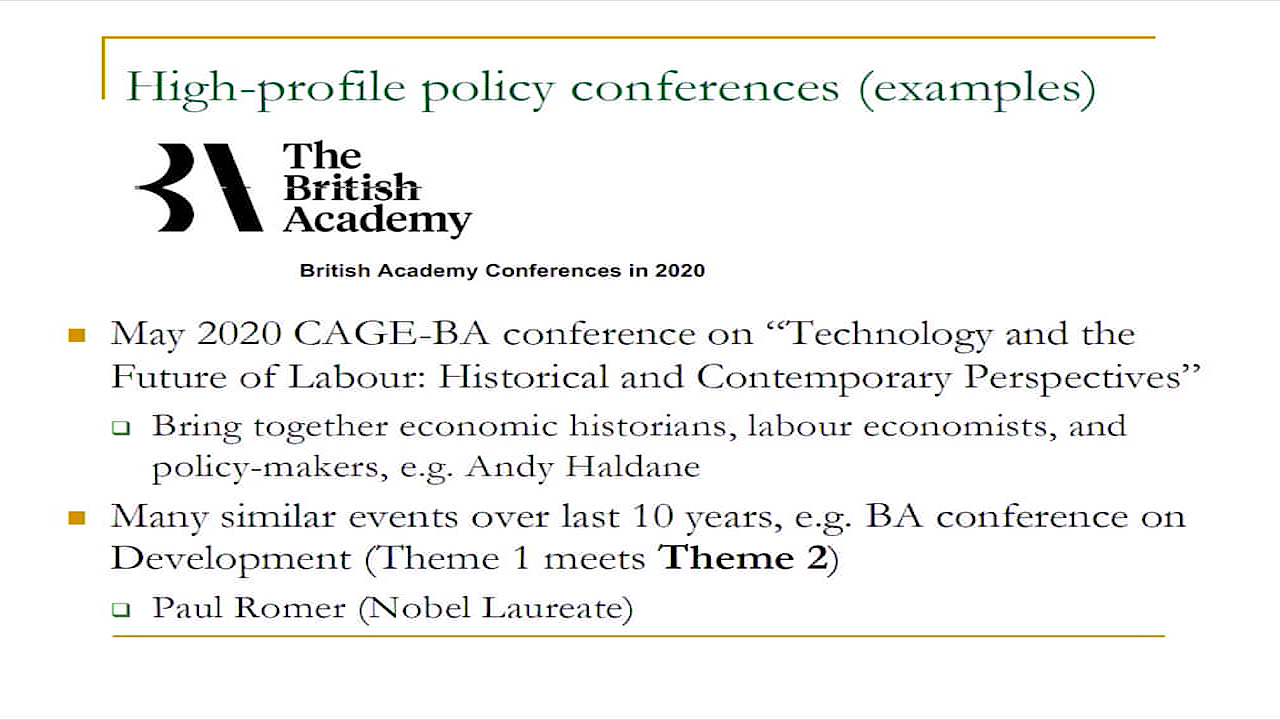 High-profile policy conferences (examples)
The
British
Academy
British Academy Conferences in 2020
May 2020 CAGE-BA conference on “Technology and the
Future of Labour: Historical and Contemporary Perspectives”
Bring together economic historians, labour economists, and
policy-makers, e.g. Andy Haldane
Many similar events over last 10 years, e.g. BA conference on
Development (Theme 1 meets Theme 2)
Paul Romer (Nobel Laureate)